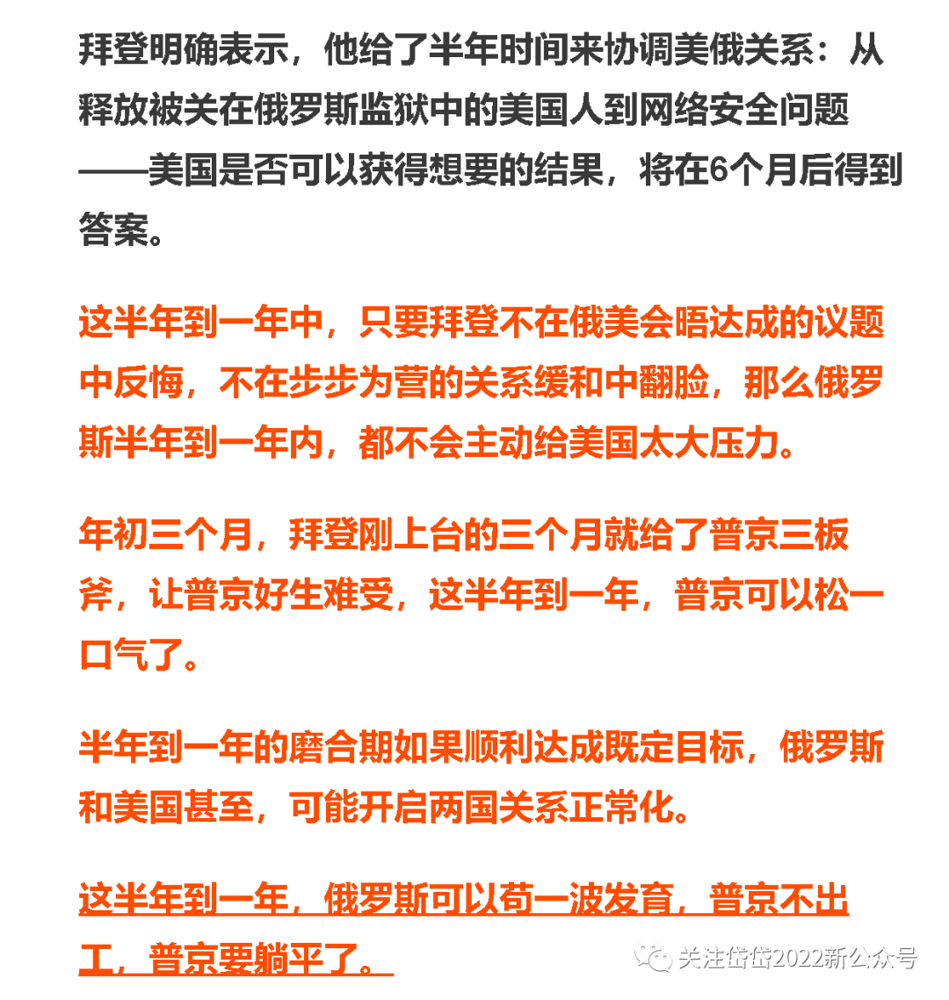 拜登明确表示，他给了半年时间来协调美俄关系：从
释放被关在俄罗斯监狱中的美国人到网络安全问题
——美国是否可以获得想要的结果，将在6个月后得到
答案。
这半年到一年中，只要拜登不在俄美会晤达成的议题
中反悔，不在步步为营的关系缓和中翻脸，那么俄罗
斯半年到一年内，都不会主动给美国太大压力。
年初三个月，拜登刚上台的三个月就给了普京三板
斧，让普京好生难受，这半年到一年，普京可以松一
口气了。
半年到一年的磨合期如果顺利达成既定目标，俄罗斯
和美国甚至，可能开启两国关系正常化。
这半年到一年，俄罗斯可以苟一波发育，普京不出
工，普京要躺平了。
关注岱岱2022新公众号